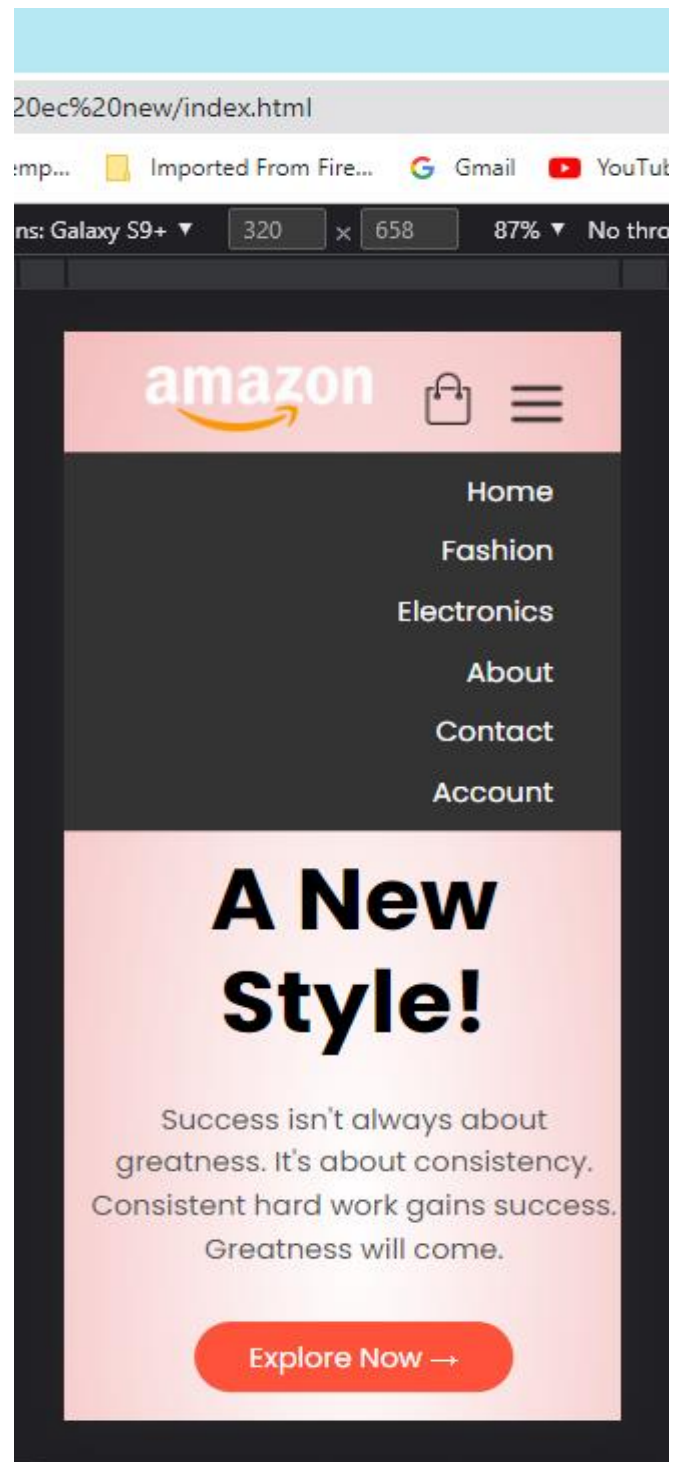 20ec%20new/index.html
emp... Imported From Fire... G Gmail YouTub
ns: Galaxy S9+ ▼ 320 × 658 87% ▼ No thro
amazon
Home
Fashion
Electronics
About
Contact
Account
A New
Style!
Success isn't always about
greatness. It's about consistency.
Consistent hard work gains success.
Greatness will come.
Explore Now →